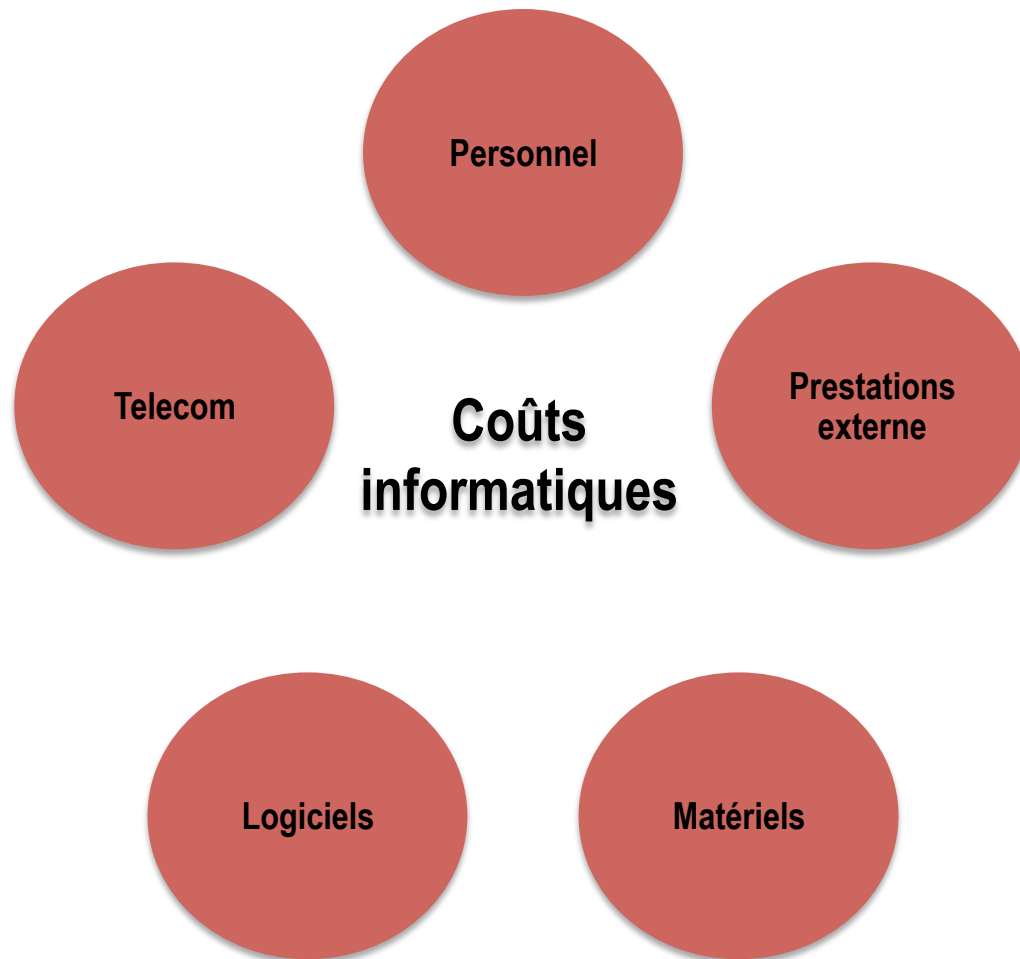 Personnel
Telecom
Coûts
informatiques
Prestations
externe
Logiciels
Matériels